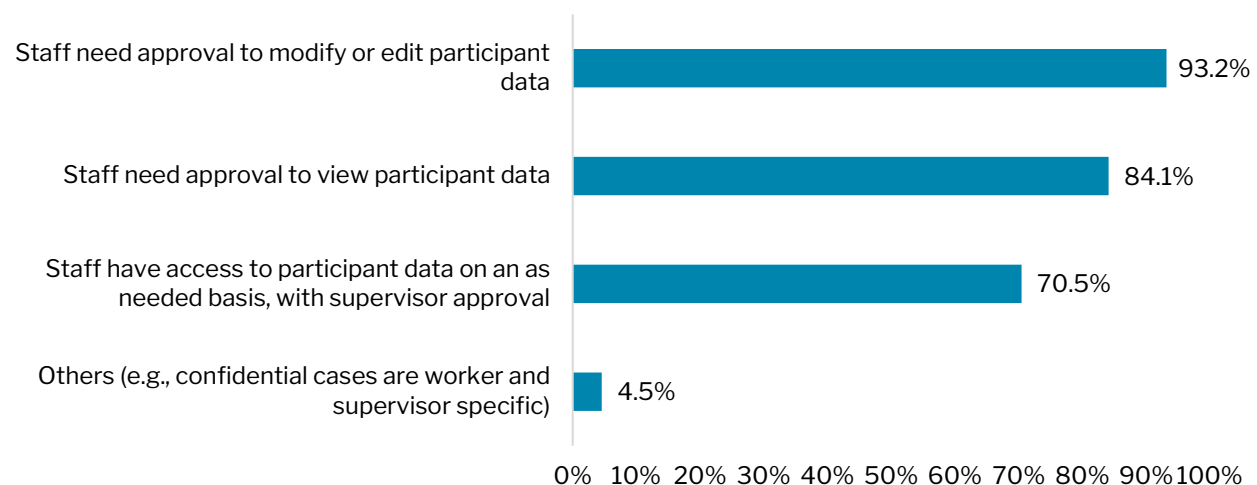 Staff need approval to modify or edit participant
data
93.2%
Staff need approval to view participant data
84.1%
Staff have access to participant data on an as
needed basis, with supervisor approval
70.5%
Others (e.g., confidential cases are worker and
supervisor specific)
4.5%
0% 10% 20% 30% 40% 50% 60% 70% 80% 90% 100%